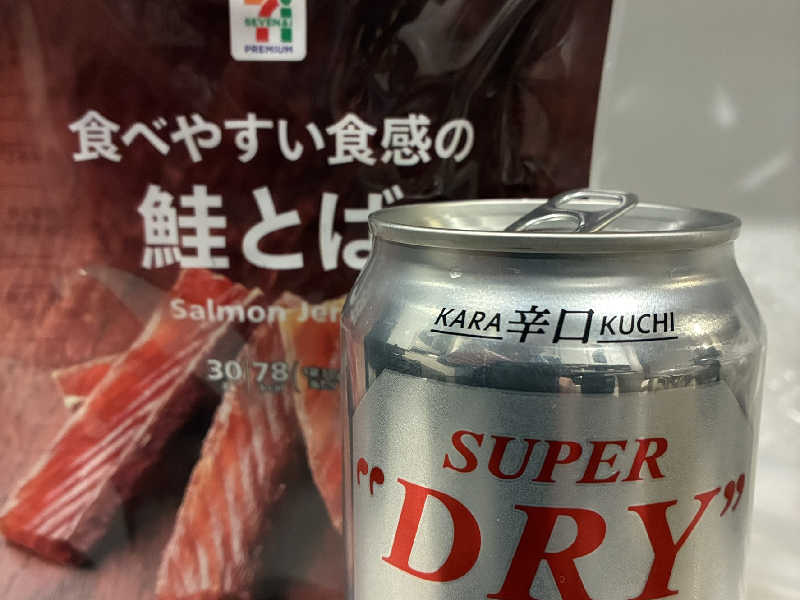 SEVEN&i
PREMIUM
食べやすい食感の
鮭とば
Salmon Jer
30 78
KARA 辛口 KUCHI
SUPER
"DRY"